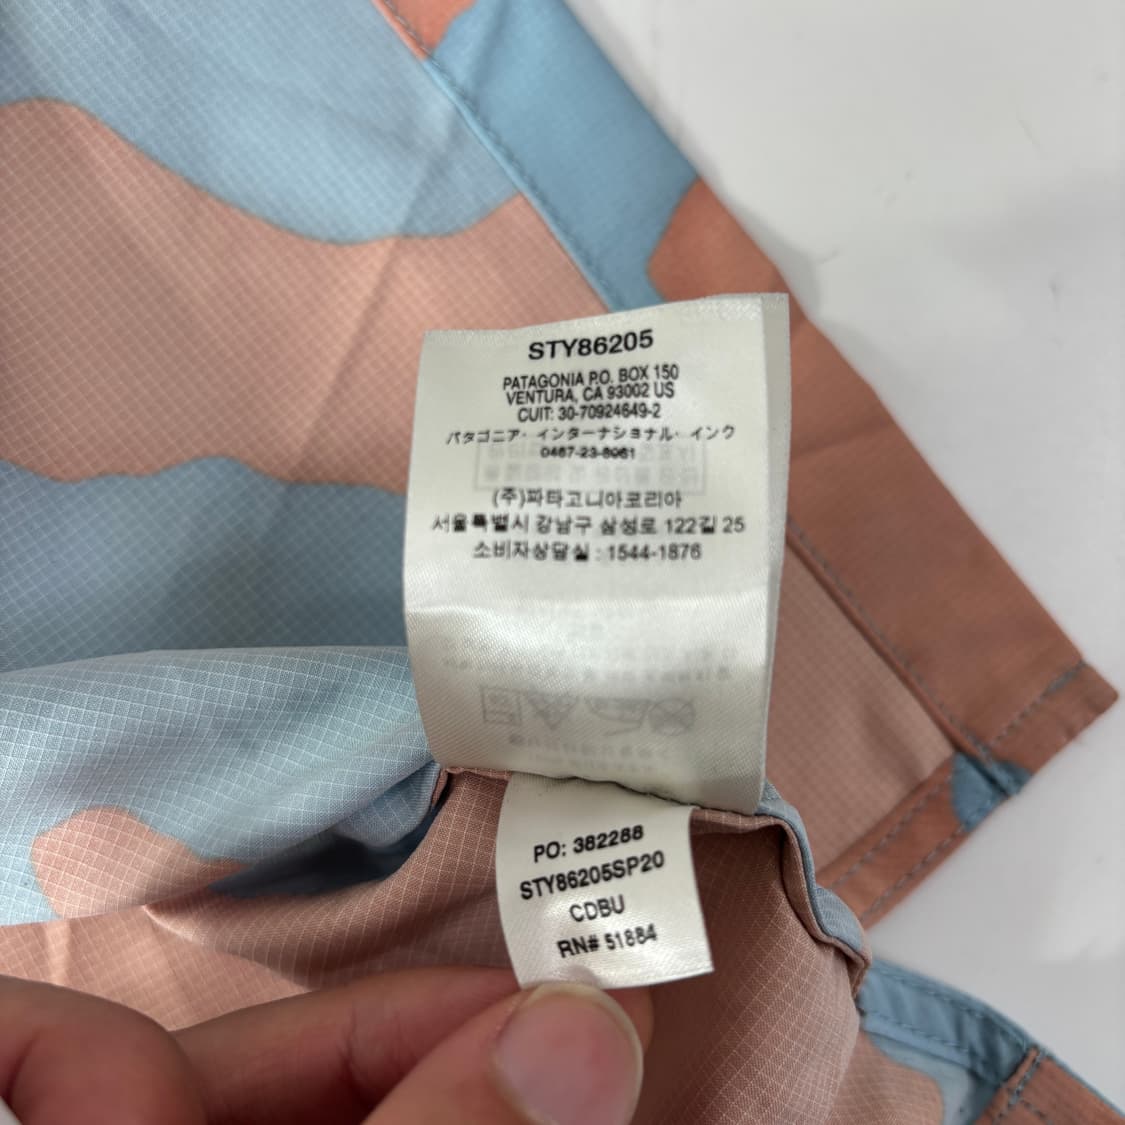 STY86205
PATAGONIA P.O. BOX 150
VENTURA, CA 93002 US
CUIT: 30-70924649-2
パタゴニア・インターナショナル・インク
0467-23-8961
(주)파타고니아코리아
서울특별시 강남구 삼성로 122길 25
소비자상담실 : 1544-1876
PO: 382288
STY86205SP20
CDBU
RN# 51884